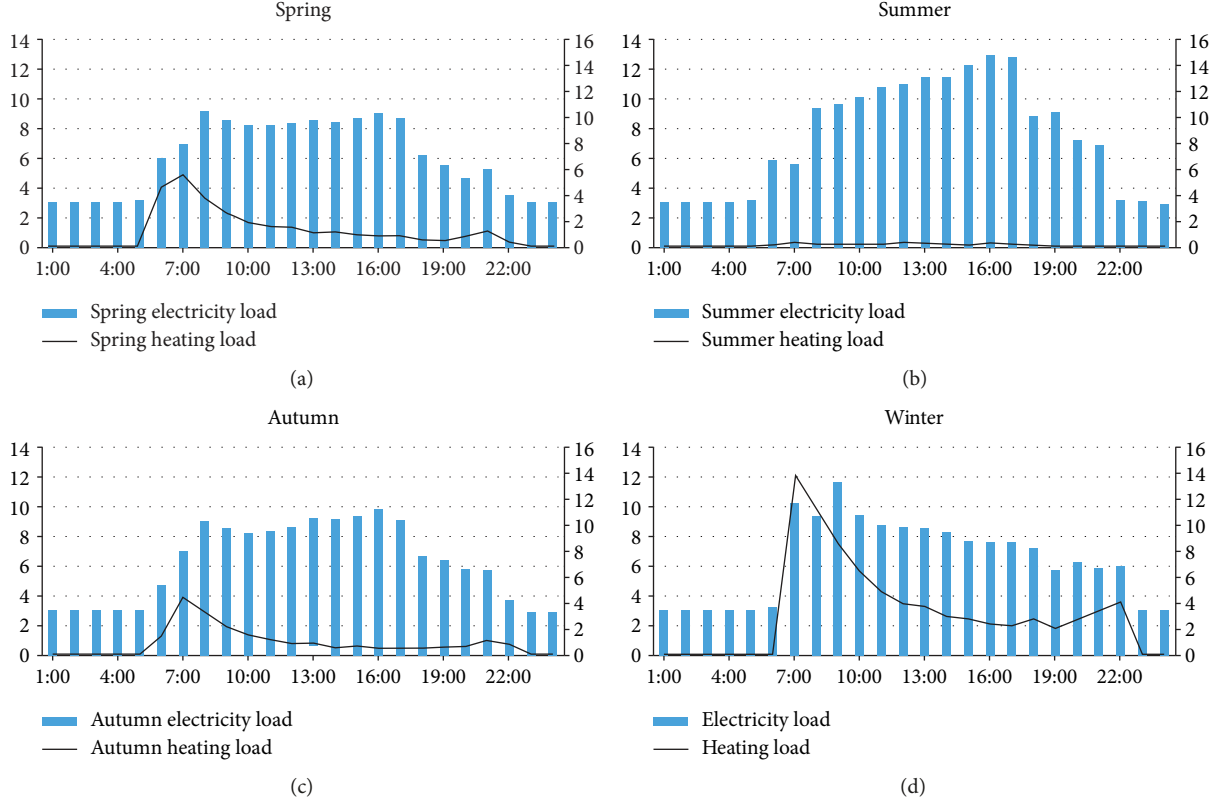 Spring
14 16
12 14
10 12
8 10
6 8
4 6
2 4
0 2
0
1:00 4:00 7:00 10:00 13:00 16:00 19:00 22:00
Spring electricity load
Spring heating load
(a)
Summer
14 16
12 14
10 12
8 10
6 8
4 6
2 4
0 2
0
1:00 4:00 7:00 10:00 13:00 16:00 19:00 22:00
Summer electricity load
Summer heating load
(b)
Autumn
14 16
12 14
10 12
8 10
6 8
4 6
2 4
0 2
0
1:00 4:00 7:00 10:00 13:00 16:00 19:00 22:00
Autumn electricity load
Autumn heating load
(c)
Winter
14 16
12 14
10 12
8 10
6 8
4 6
2 4
0 2
0
1:00 4:00 7:00 10:00 13:00 16:00 19:00 22:00
Electricity load
Heating load
(d)